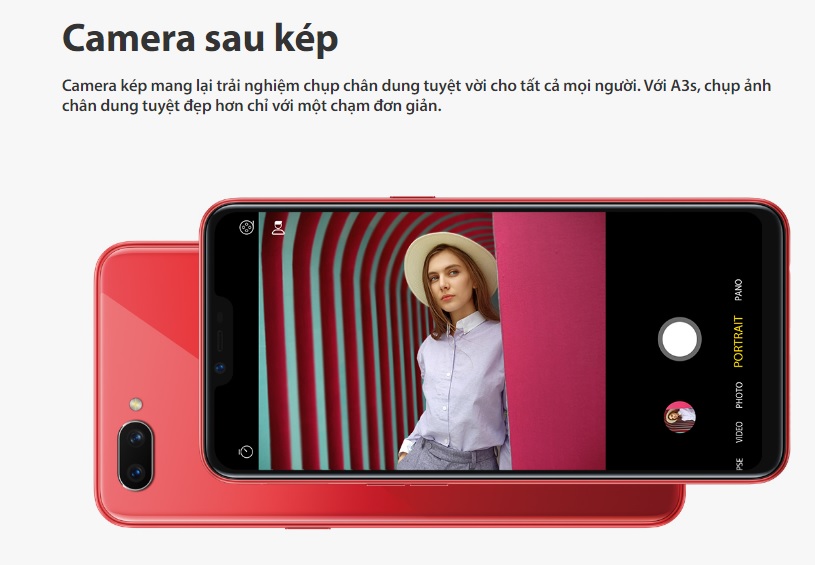 Camera sau kép
Camera kép mang lại trải nghiệm chụp chân dung tuyệt vời cho tất cả mọi người. Với A3s, chụp ảnh
chân dung tuyệt đẹp hơn chỉ với một chạm đơn giản.
PANO
PORTRAIT
PHOTO
VIDEO
PSE